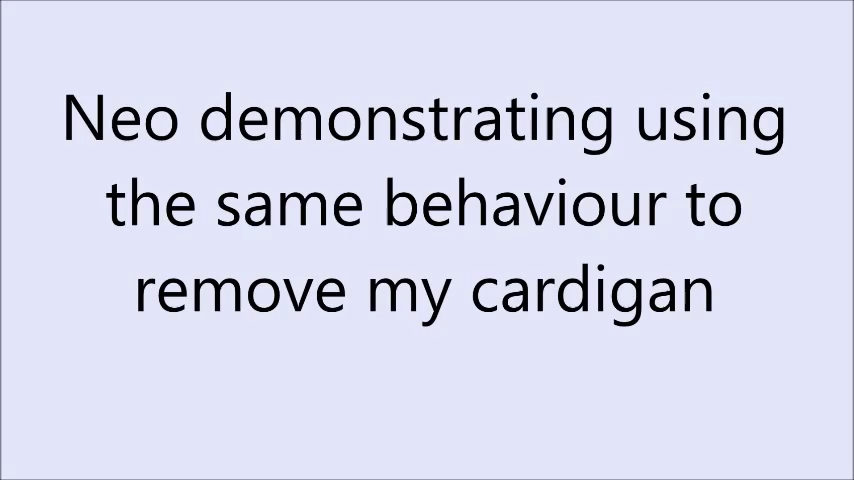 Neo demonstrating using
the same behaviour to
remove my cardigan